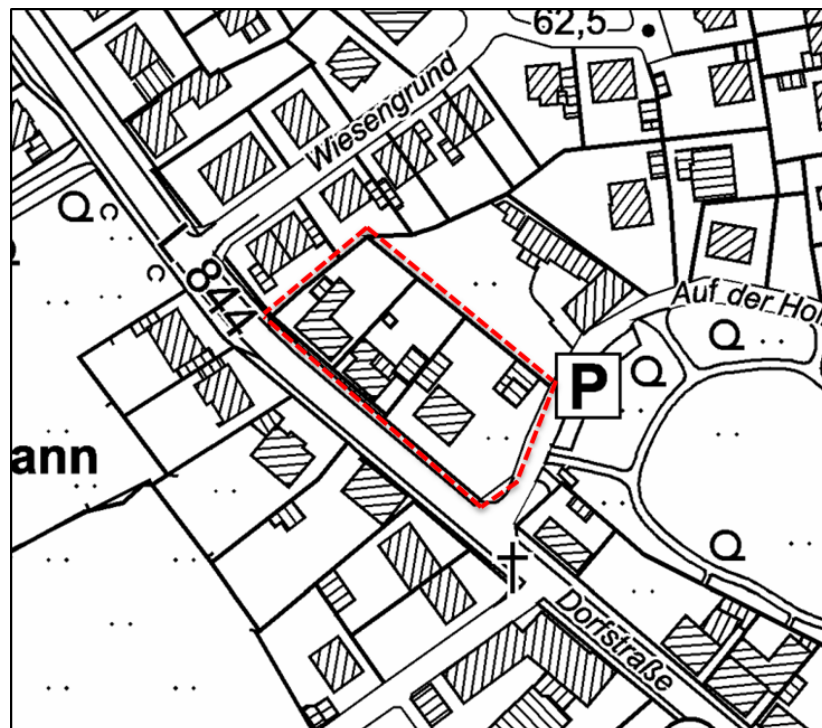 62,5
Wiesengrund
844
Auf der Hol
P
ann
Dorfstraße